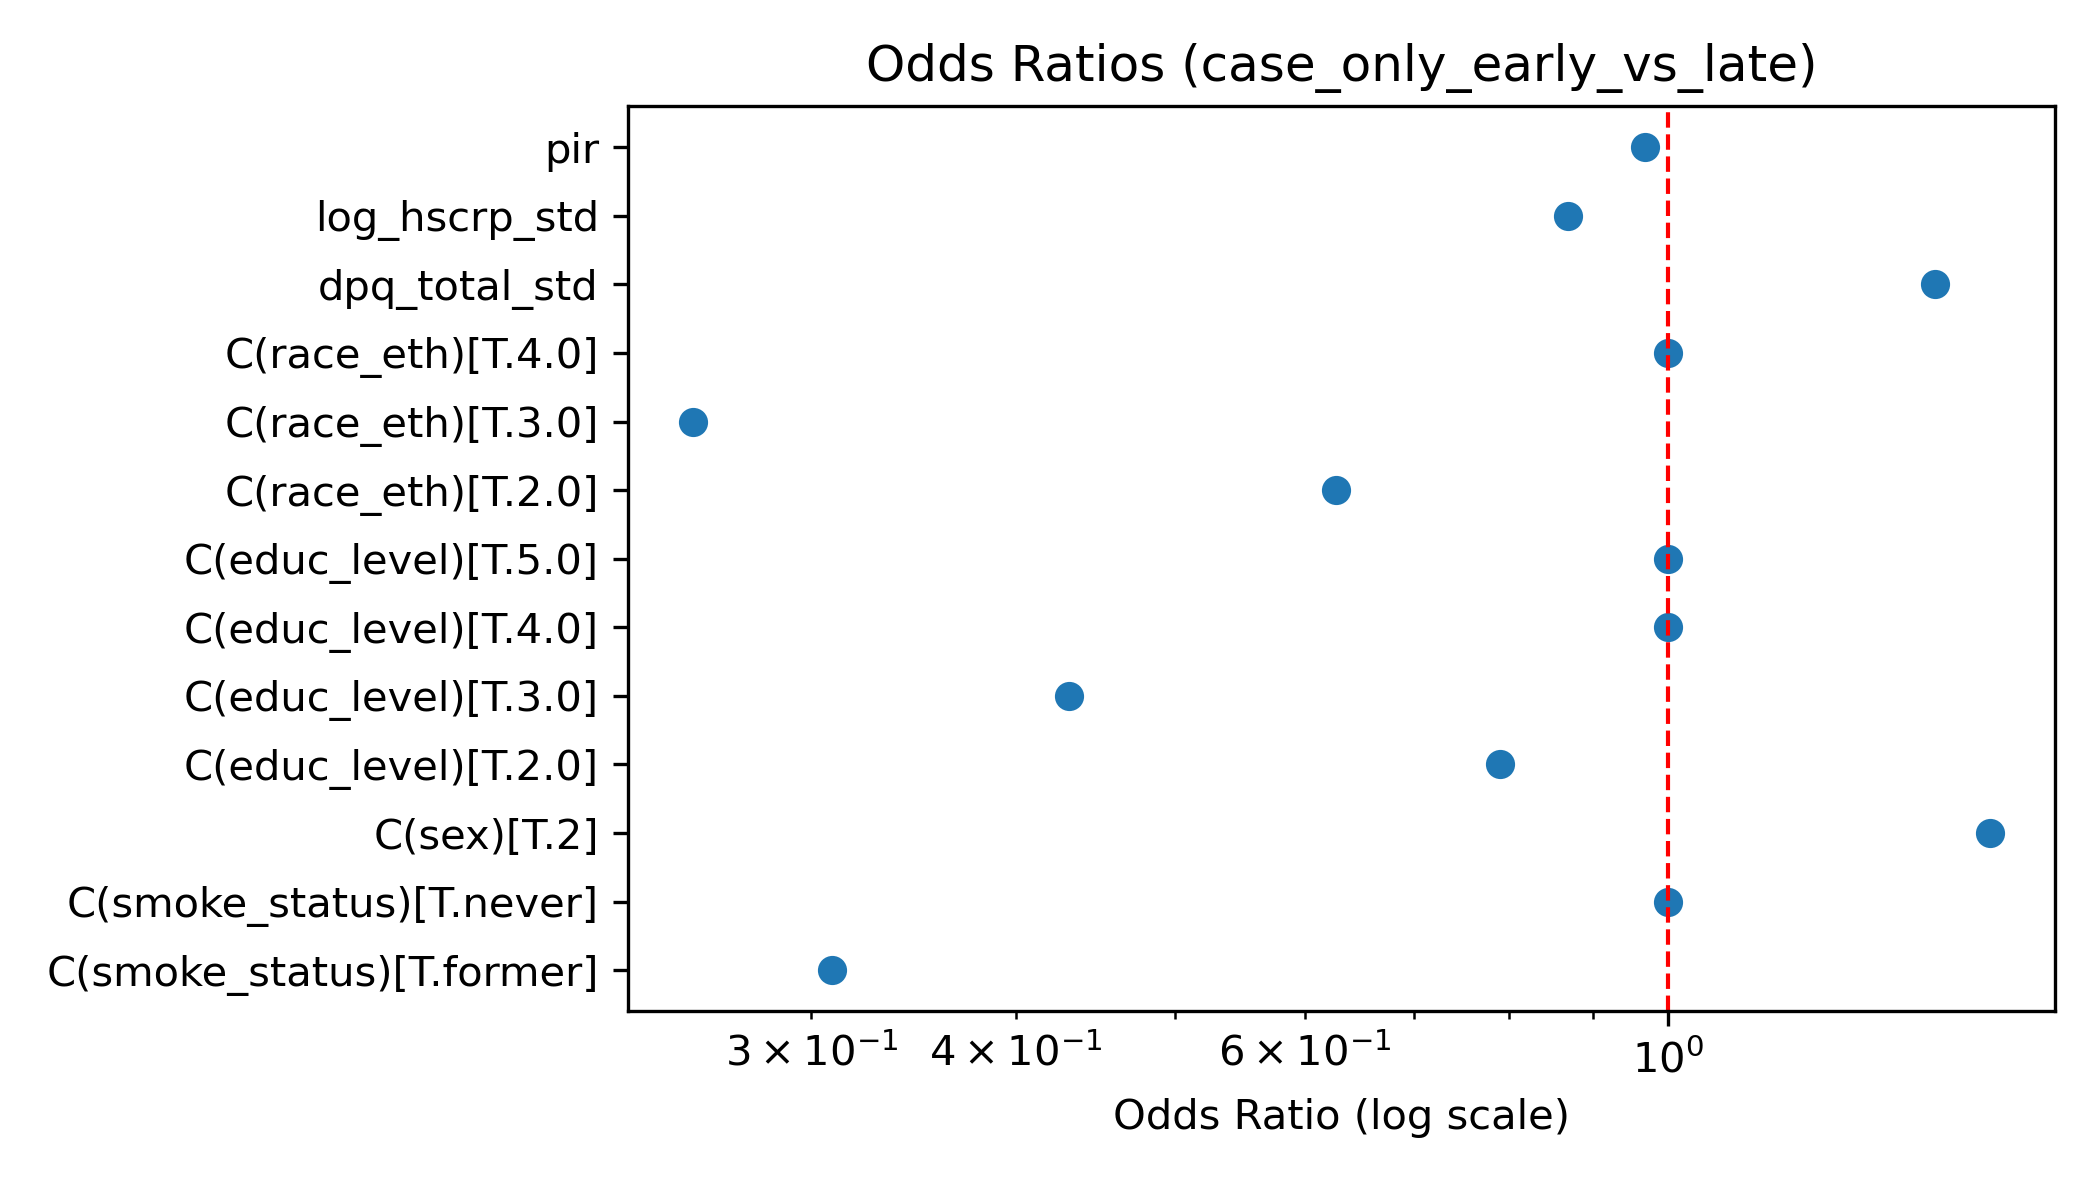 Odds Ratios (case_only_early_vs_late)
pir
log_hscrp_std
dpq_total_std
C(race_eth)[T.4.0]
C(race_eth)[T.3.0]
C(race_eth)[T.2.0]
C(educ_level)[T.5.0]
C(educ_level)[T.4.0]
C(educ_level)[T.3.0]
C(educ_level)[T.2.0]
C(sex)[T.2]
C(smoke_status)[T.never]
C(smoke_status)[T.former]
3 × 10⁻¹ 4 × 10⁻¹ 6 × 10⁻¹ 10⁰
Odds Ratio (log scale)